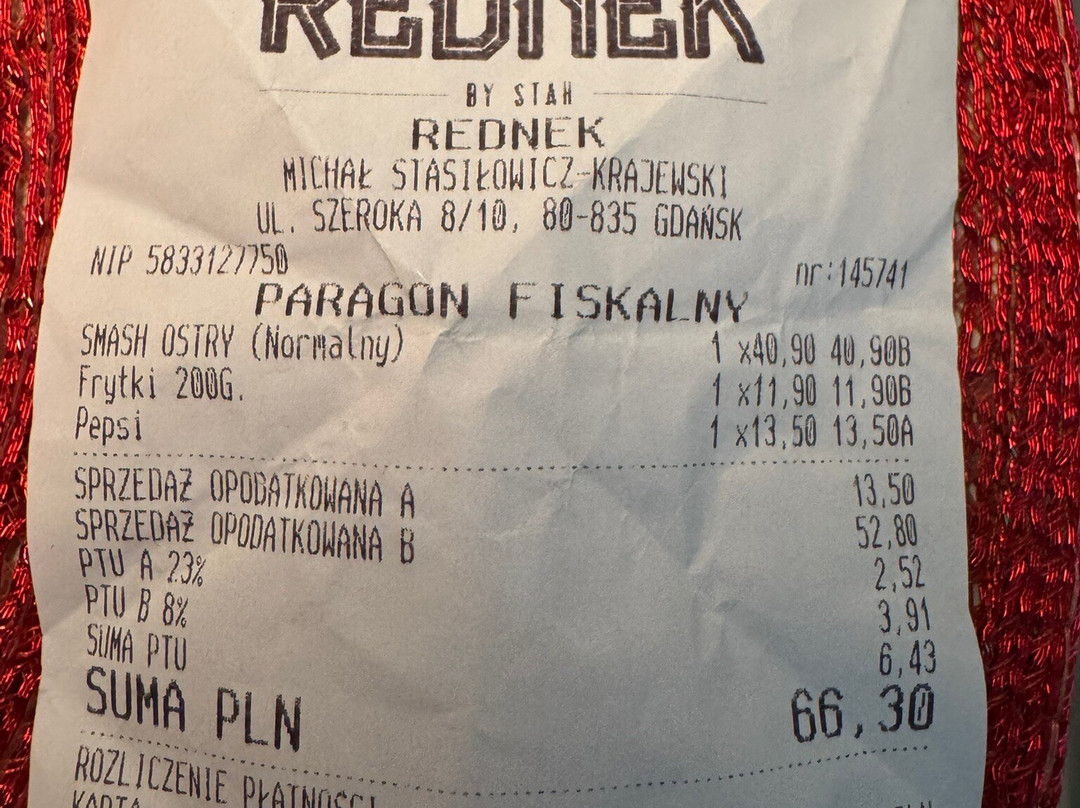 REDNEK
BY STAH
REDNEK
MICHAŁ STASIŁOWICZ-KRAJEWSKI
UL. SZEROKA 8/10, 80-835 GDAŃSK
NIP 5833127750 nr:145741
PARAGON FISKALNY
SMASH OSTRY (Normalny) 1 x40,90 40,90B
Frytki 200G. 1 x11,90 11,90B
Pepsi 1 x13,50 13,50A
SPRZEDAŻ OPODATKOWANA A 13,50
SPRZEDAŻ OPODATKOWANA B 52,80
PTU A 23% 2,52
PTU B 8% 3,91
SUMA PTU 6,43
SUMA PLN 66,30
ROZLICZENIE PŁATNOŚCI
KARTA PLN